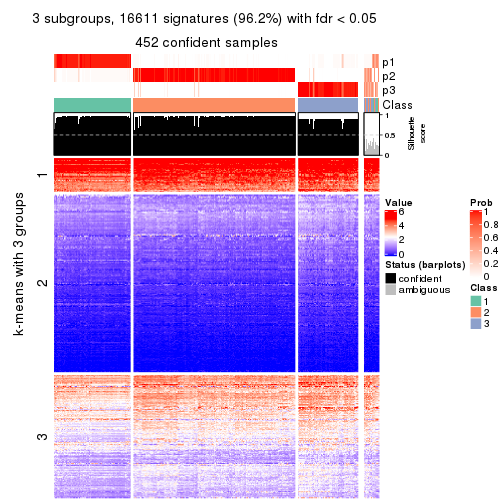 3 subgroups, 16611 signatures (96.2%) with fdr < 0.05
452 confident samples
p1
p2
p3
Class
1
0.5
0
Silhouette
score
k-means with 3 groups
1
2
3
Value
6
4
2
0
Status (barplots)
confident
ambiguous
Prob
1
0.8
0.6
0.4
0.2
0
Class
1
2
3